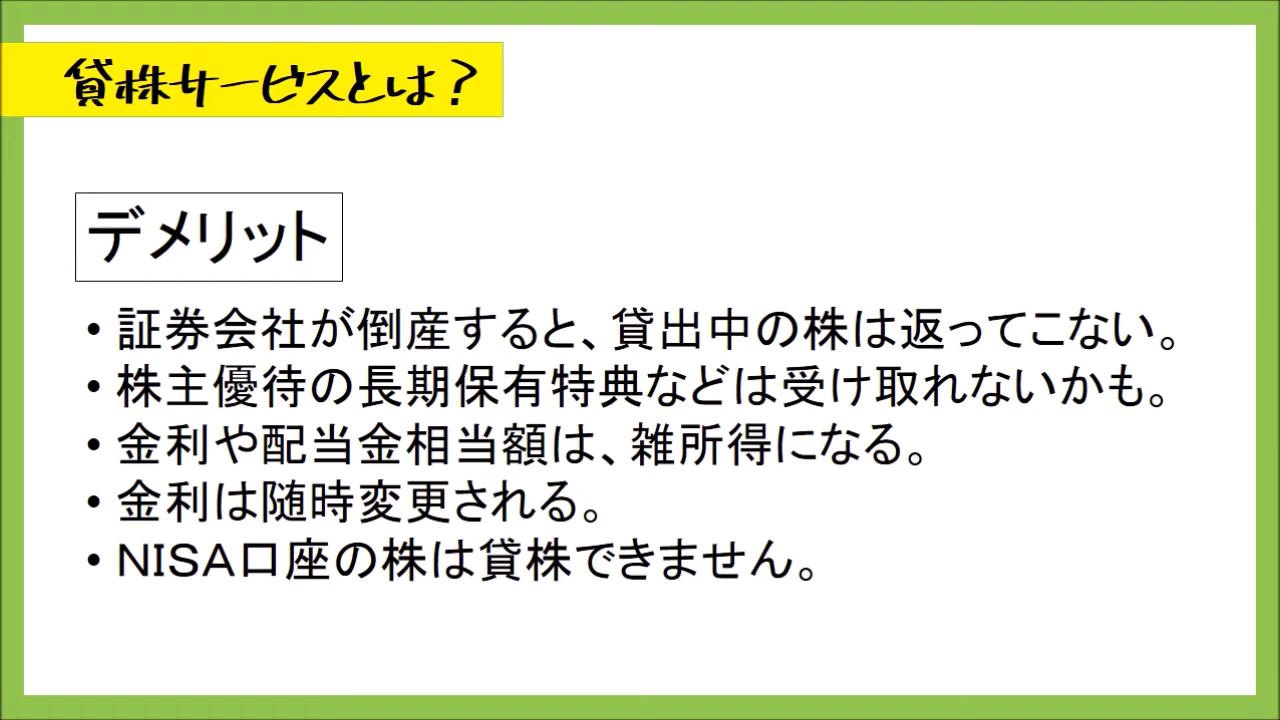 貸株サービスとは？
デメリット
• 証券会社が倒産すると、貸出中の株は返ってこない。
• 株主優待の長期保有特典などは受け取れないかも。
• 金利や配当金相当額は、雑所得になる。
• 金利は随時変更される。
• NISA口座の株は貸株できません。